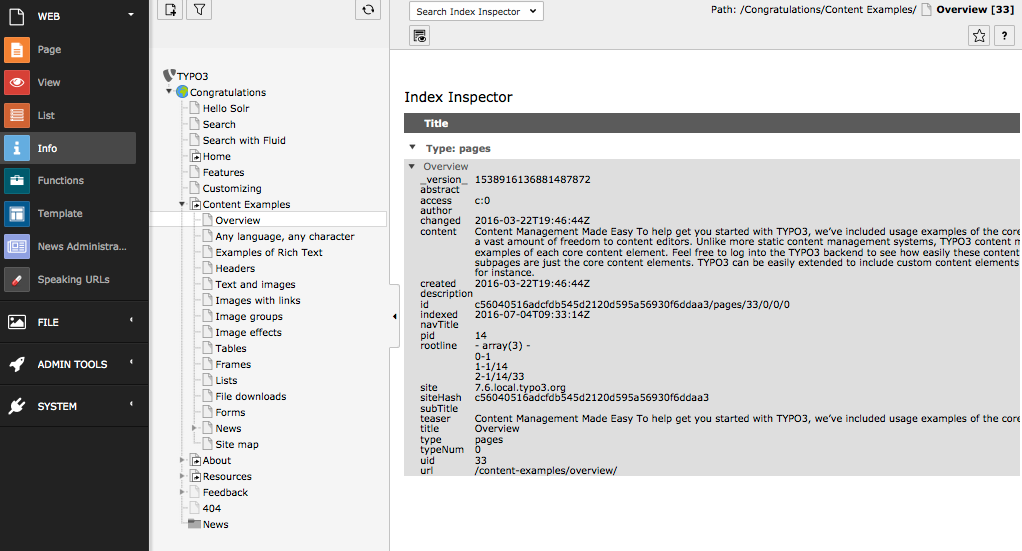 WEB
Page
View
List
Info
Functions
Template
News Administra...
Speaking URLs
FILE
ADMIN TOOLS
SYSTEM
TYPO3
Congratulations
Hello Solr
Search
Search with Fluid
Home
Features
Customizing
Content Examples
Overview
Any language, any character
Examples of Rich Text
Headers
Text and images
Images with links
Image groups
Image effects
Tables
Frames
Lists
File downloads
Forms
News
Site map
About
Resources
Feedback
404
News
Search Index Inspector
Path: /Congratulations/Content Examples/ Overview [33]
?
Index Inspector
Title
Type: pages
Overview
_version_ 1538916136881487872
abstract
access c:0
author
changed 2016-03-22T19:46:44Z
content Content Management Made Easy To help get you started with TYPO3, we've included usage examples of the core
a vast amount of freedom to content editors. Unlike more static content management systems, TYPO3 content m
examples of each core content element. Feel free to log into the TYPO3 backend to see how easily these content
subpages are just the core content elements. TYPO3 can be easily extended to include custom content elements
for instance.
created 2016-03-22T19:46:44Z
description
id c56040516adcfdb545d2120d595a56930f6ddaa3/pages/33/0/0/0
indexed 2016-07-04T09:33:14Z
navTitle
pid 14
rootline - array(3) -
0-1
1-1/14
2-1/14/33
site 7.6.local.typo3.org
siteHash c56040516adcfdb545d2120d595a56930f6ddaa3
subTitle
teaser Content Management Made Easy To help get you started with TYPO3, we've included usage examples of the core
title Overview
type pages
typeNum 0
uid 33
url /content-examples/overview/